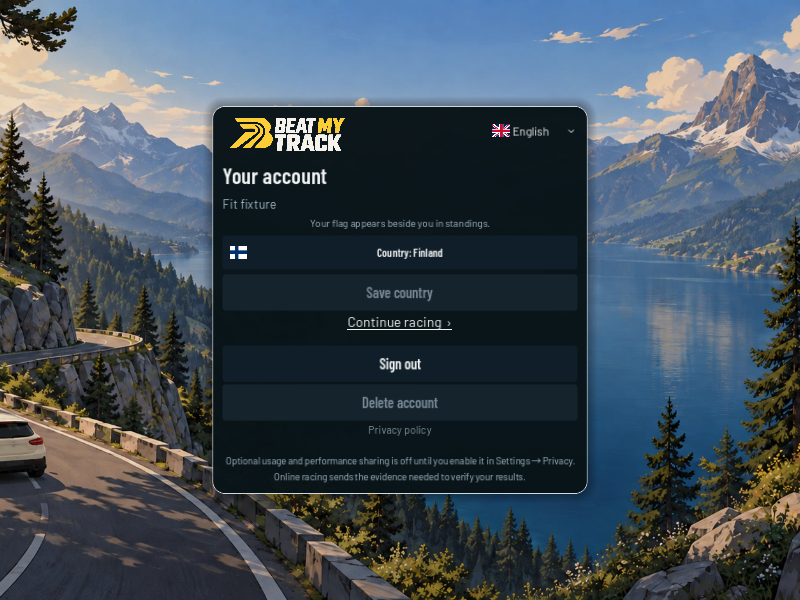 BEAT MY
TRACK
English
Your account
Fit fixture
Your flag appears beside you in standings.
Country: Finland
Save country
Continue racing ›
Sign out
Delete account
Privacy policy
Optional usage and performance sharing is off until you enable it in Settings → Privacy.
Online racing sends the evidence needed to verify your results.